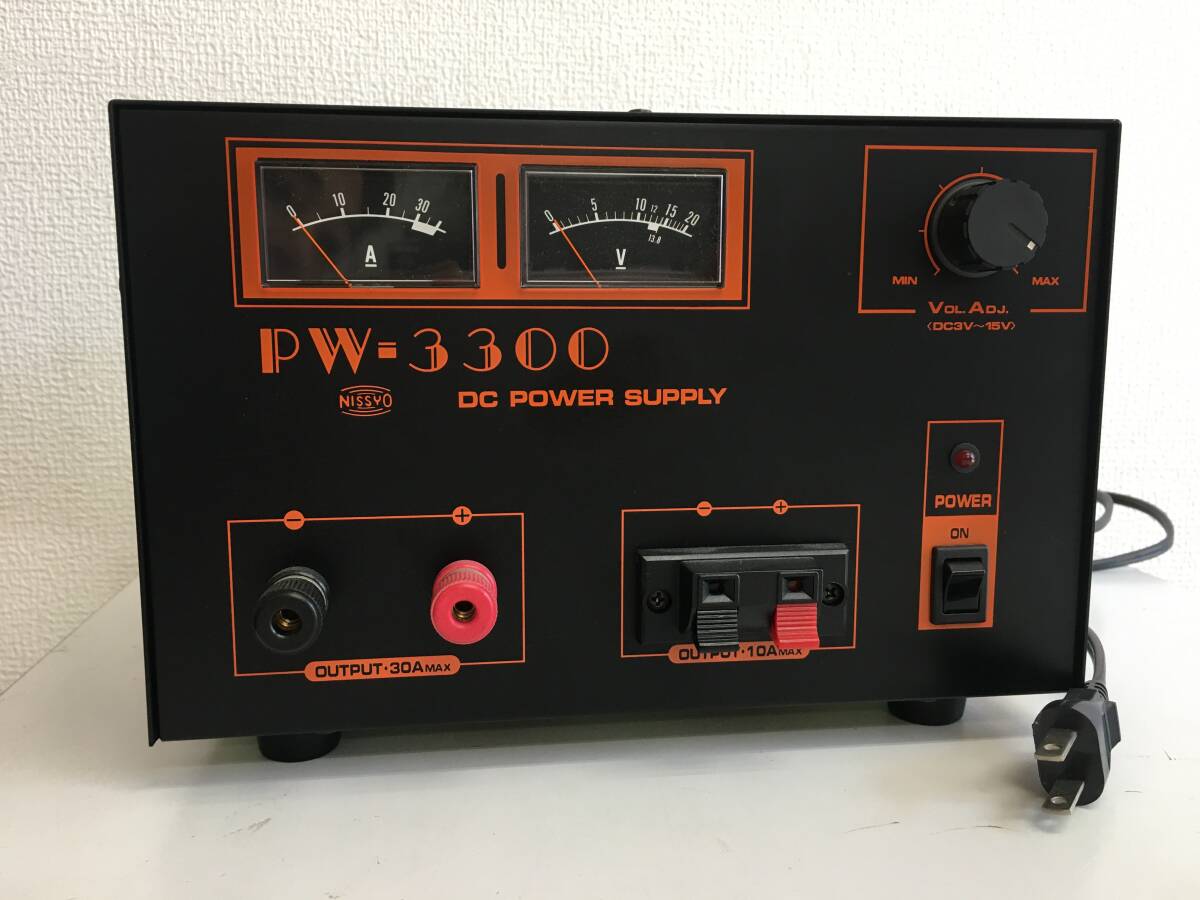 0 10 20 30
A
0 5 10 12 15 20
13.8
V
MIN MAX
VOL. ADJ.
〈DC3V~15V〉
PW-3300
NISSYO
DC POWER SUPPLY
POWER
ON
− +
OUTPUT·30A MAX
− +
OUTPUT·10A MAX